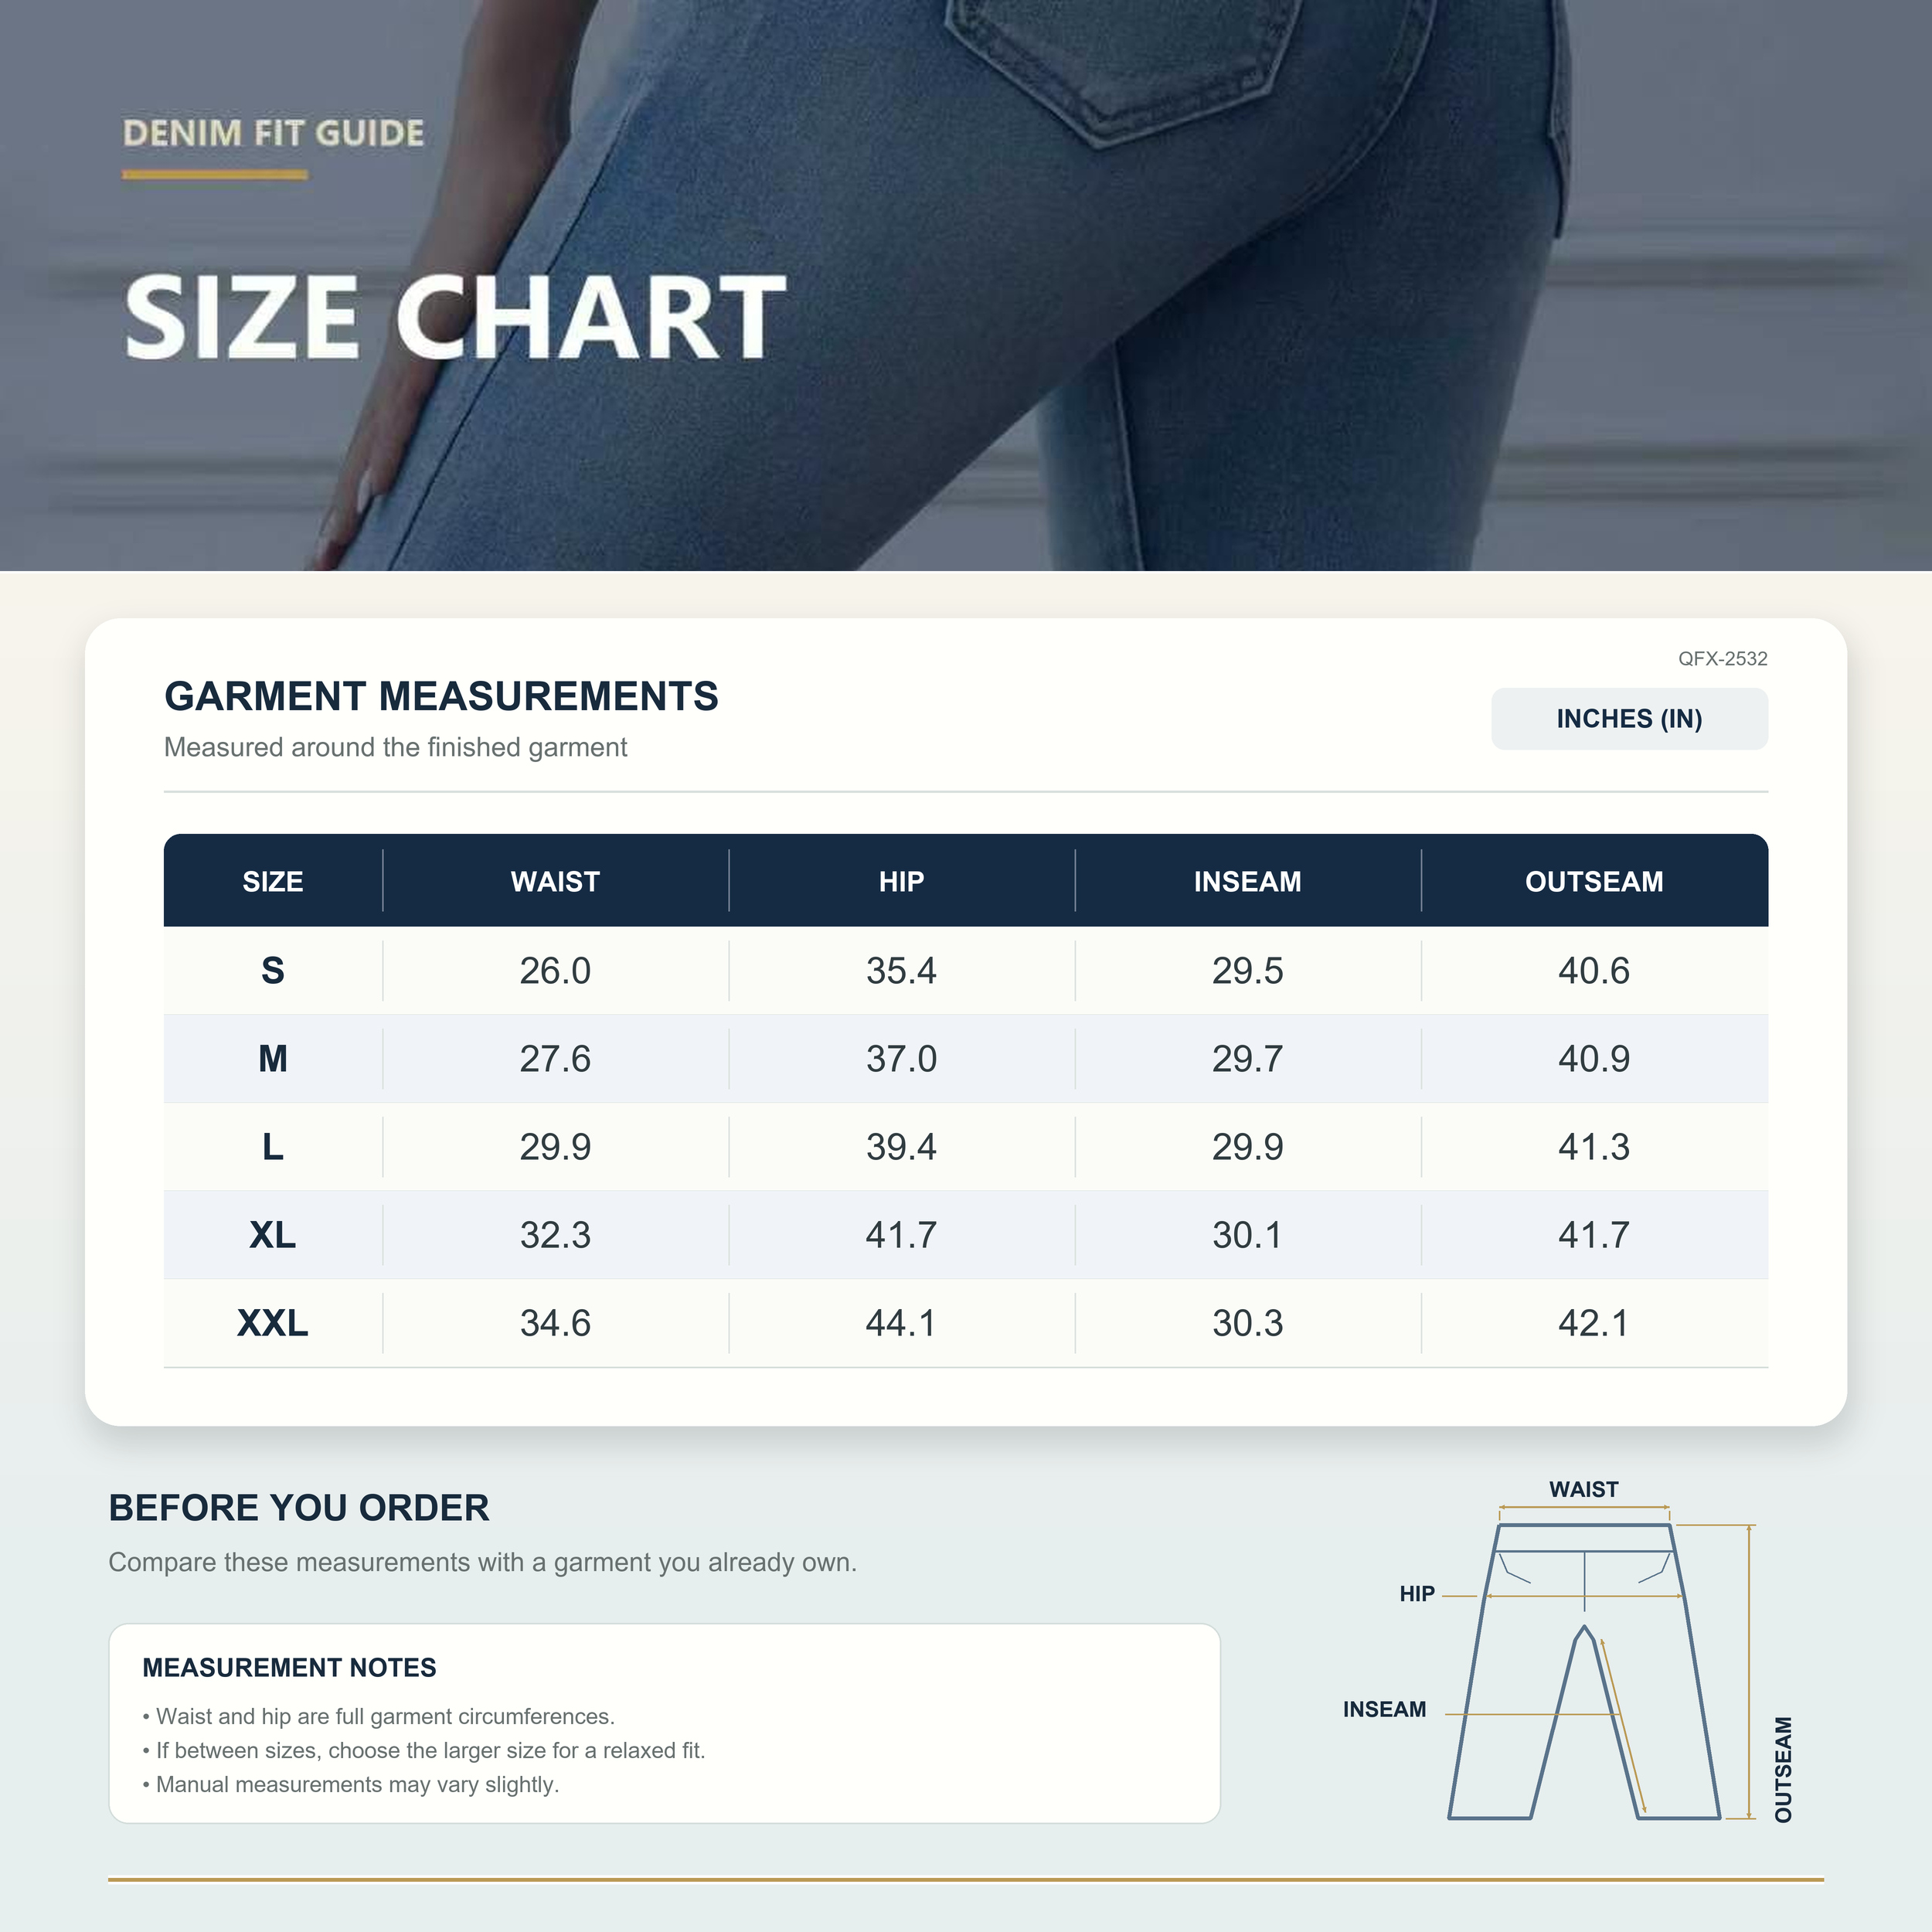 DENIM FIT GUIDE
SIZE CHART
QFX-2532
GARMENT MEASUREMENTS
INCHES (IN)
Measured around the finished garment
SIZE WAIST HIP INSEAM OUTSEAM
S 26.0 35.4 29.5 40.6
M 27.6 37.0 29.7 40.9
L 29.9 39.4 29.9 41.3
XL 32.3 41.7 30.1 41.7
XXL 34.6 44.1 30.3 42.1
BEFORE YOU ORDER
Compare these measurements with a garment you already own.
MEASUREMENT NOTES
• Waist and hip are full garment circumferences.
• If between sizes, choose the larger size for a relaxed fit.
• Manual measurements may vary slightly.
WAIST
HIP
INSEAM
OUTSEAM